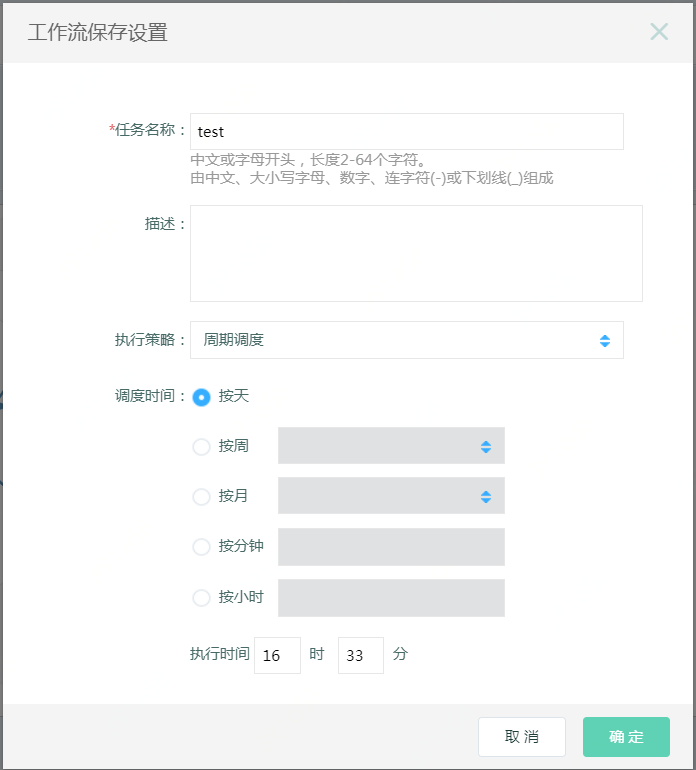 工作流保存设置
*任务名称： test
中文或字母开头，长度2-64个字符。
由中文、大小写字母、数字、连字符(-)或下划线(_)组成
描述：
执行策略： 周期调度
调度时间： 按天
按周
按月
按分钟
按小时
执行时间 16 时 33 分
取 消 确 定